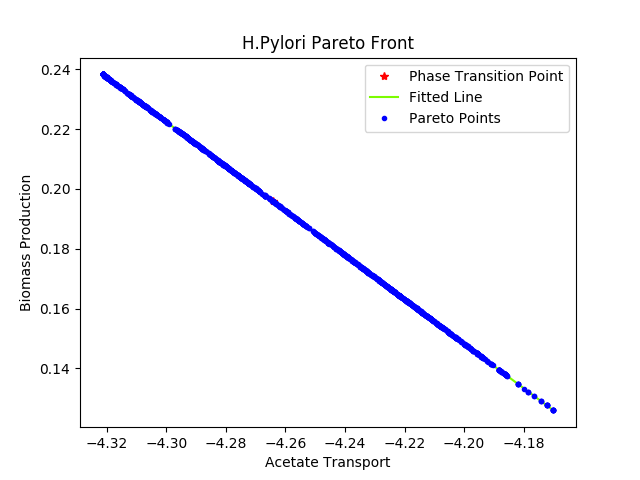 H.Pylori Pareto Front
Phase Transition Point
Fitted Line
Pareto Points
Biomass Production
0.24
0.22
0.20
0.18
0.16
0.14
−4.32 −4.30 −4.28 −4.26 −4.24 −4.22 −4.20 −4.18
Acetate Transport